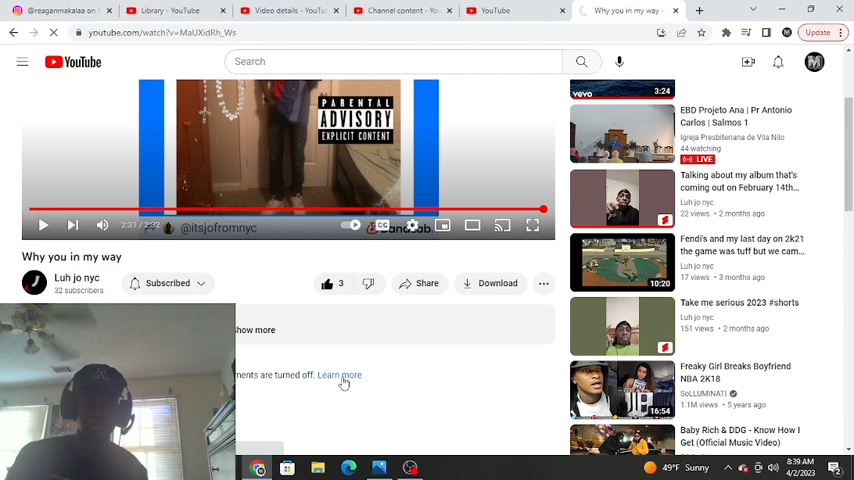 @reaganmakalaa on I
Library - YouTube
Video details - YouTu
Channel content - Yo
YouTube
Why you in my way -
youtube.com/watch?v=MaUXidRh_Ws
Update
YouTube
Search
PARENTAL
ADVISORY
EXPLICIT CONTENT
2:31 / 2:32
@itsjofromnyc
BandLab
Why you in my way
Luh jo nyc
32 subscribers
Subscribed
3
Share
Download
Show more
ments are turned off. Learn more
vevo
3:24
EBD Projeto Ana | Pr Antonio
Carlos | Salmos 1
Igreja Presbiteriana de Vila Nilo
44 watching
LIVE
Talking about my album that's
coming out on February 14th...
Luh jo nyc
22 views • 2 months ago
Fendi's and my last day on 2k21
the game was tuff but we cam...
Luh jo nyc
17 views • 3 months ago
10:20
Take me serious 2023 #shorts
Luh jo nyc
151 views • 2 months ago
Freaky Girl Breaks Boyfriend
NBA 2K18
SoLLUMINATI
1.1M views • 5 years ago
16:54
Baby Rich & DDG - Know How I
Get (Official Music Video)
49°F Sunny
8:39 AM
4/2/2023
2